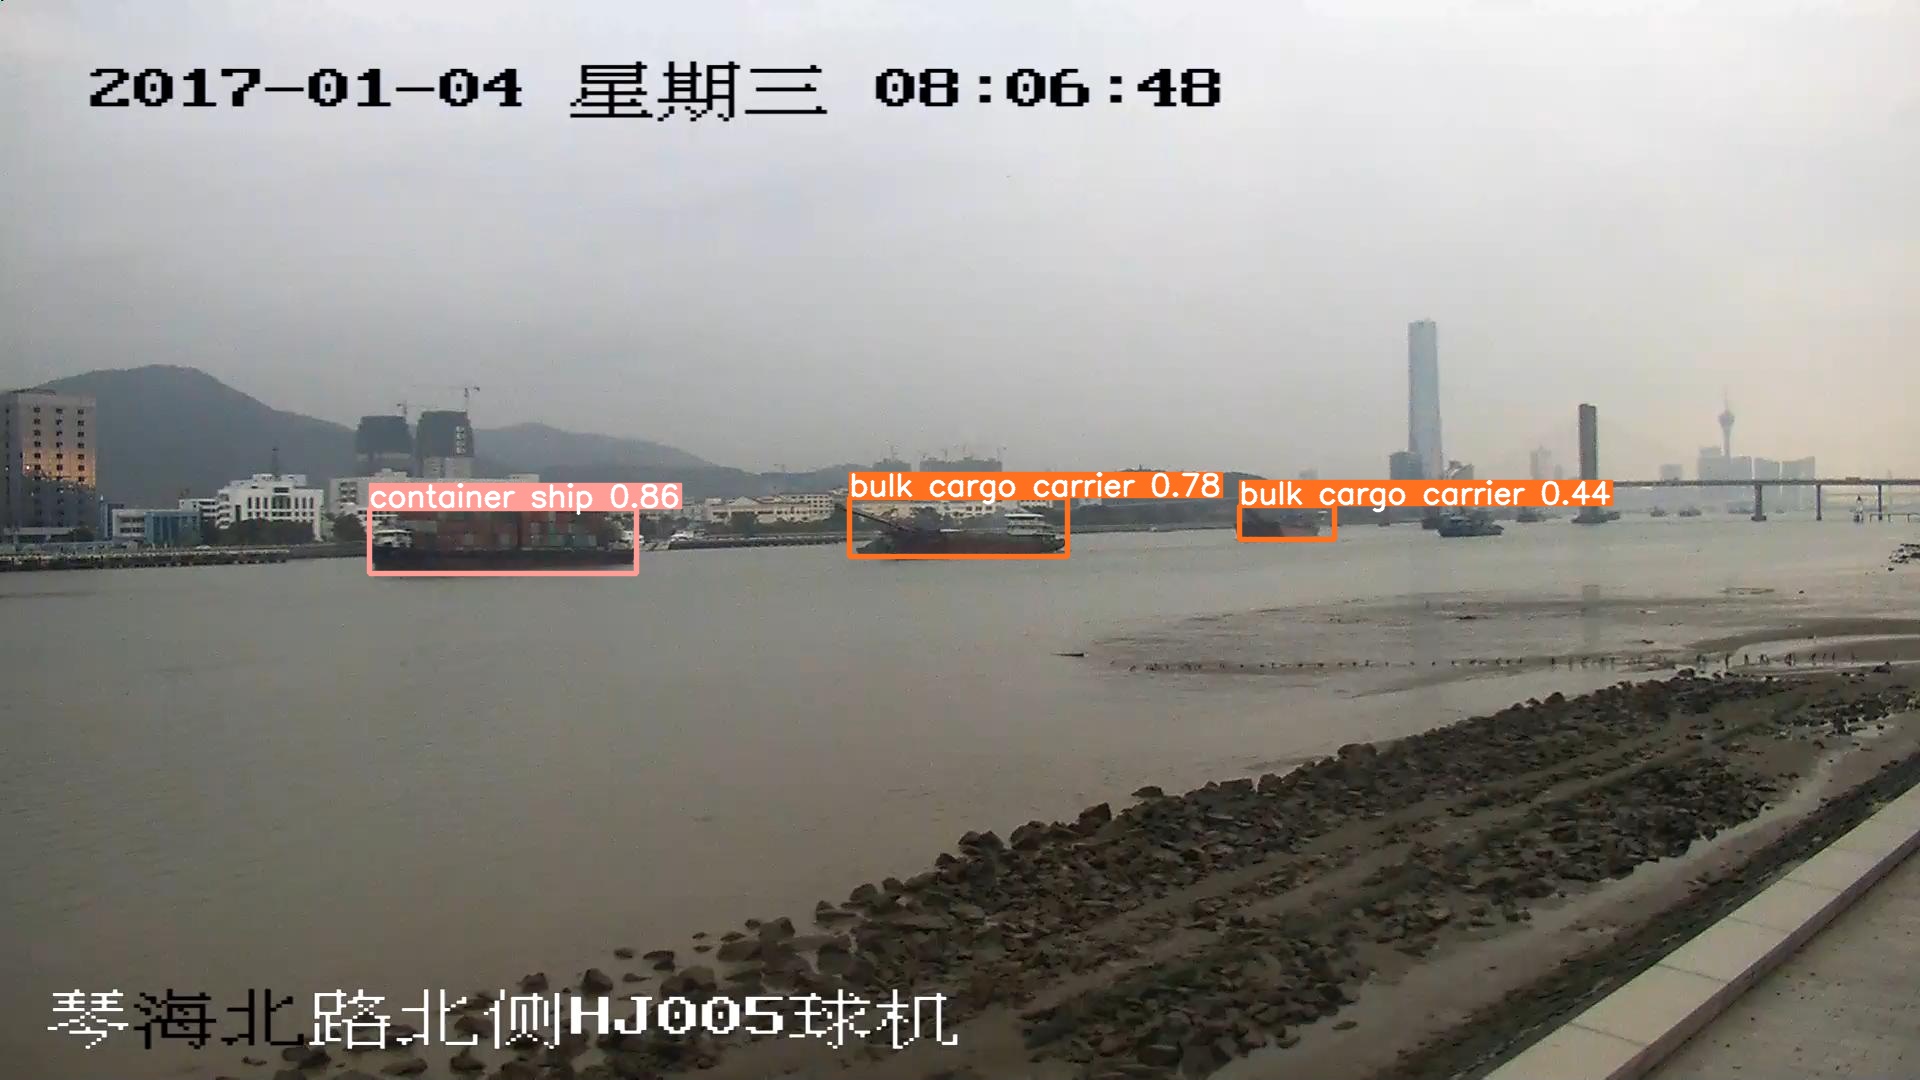 2017-01-04 星期三 08:06:48
container ship 0.86
bulk cargo carrier 0.78
bulk cargo carrier 0.44
琴海北路北侧HJ005球机